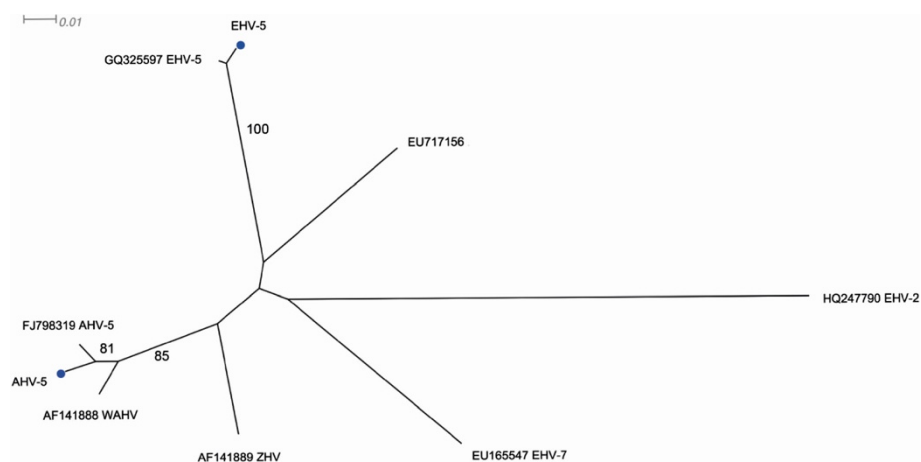 0.01
EHV-5
GQ325597 EHV-5
100
EU717156
HQ247790 EHV-2
FJ798319 AHV-5
81
85
AHV-5
AF141888 WAHV
AF141889 ZHV
EU165547 EHV-7